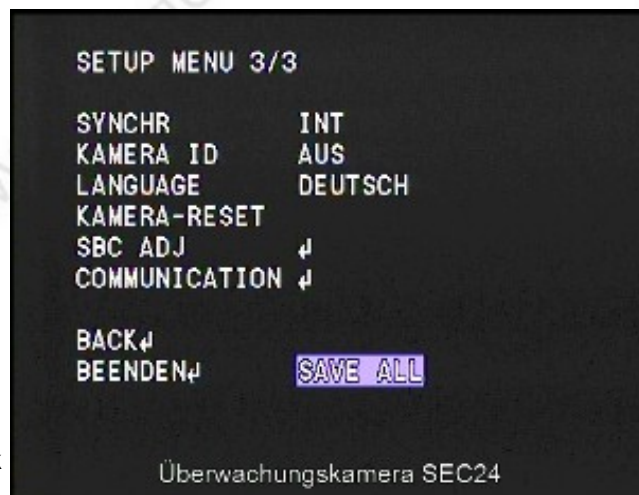 SETUP MENU 3/3
SYNCHR INT
KAMERA ID AUS
LANGUAGE DEUTSCH
KAMERA-RESET
SBC ADJ ↲
COMMUNICATION ↲
BACK↲
BEENDEN↲ SAVE ALL
Überwachungskamera SEC24